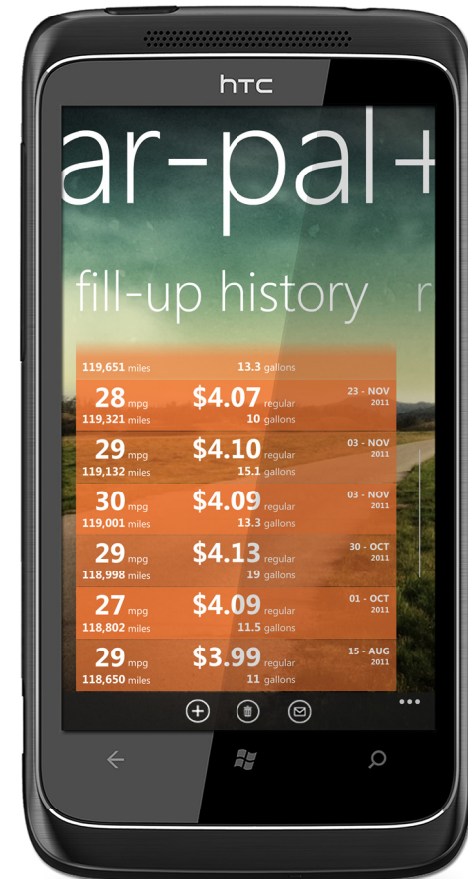 hTC
ar-pal+
fill-up history r
119,651 miles 13.3 gallons
28 mpg $4.07 regular 23 - NOV
2011
119,321 miles 10 gallons
29 mpg $4.10 regular 03 - NOV
2011
119,132 miles 15.1 gallons
30 mpg $4.09 regular 03 - NOV
2011
119,001 miles 13.3 gallons
29 mpg $4.13 regular 30 - OCT
2011
118,998 miles 19 gallons
27 mpg $4.09 regular 01 - OCT
2011
118,802 miles 11.5 gallons
29 mpg $3.99 regular 15 - AUG
2011
118,650 miles 11 gallons